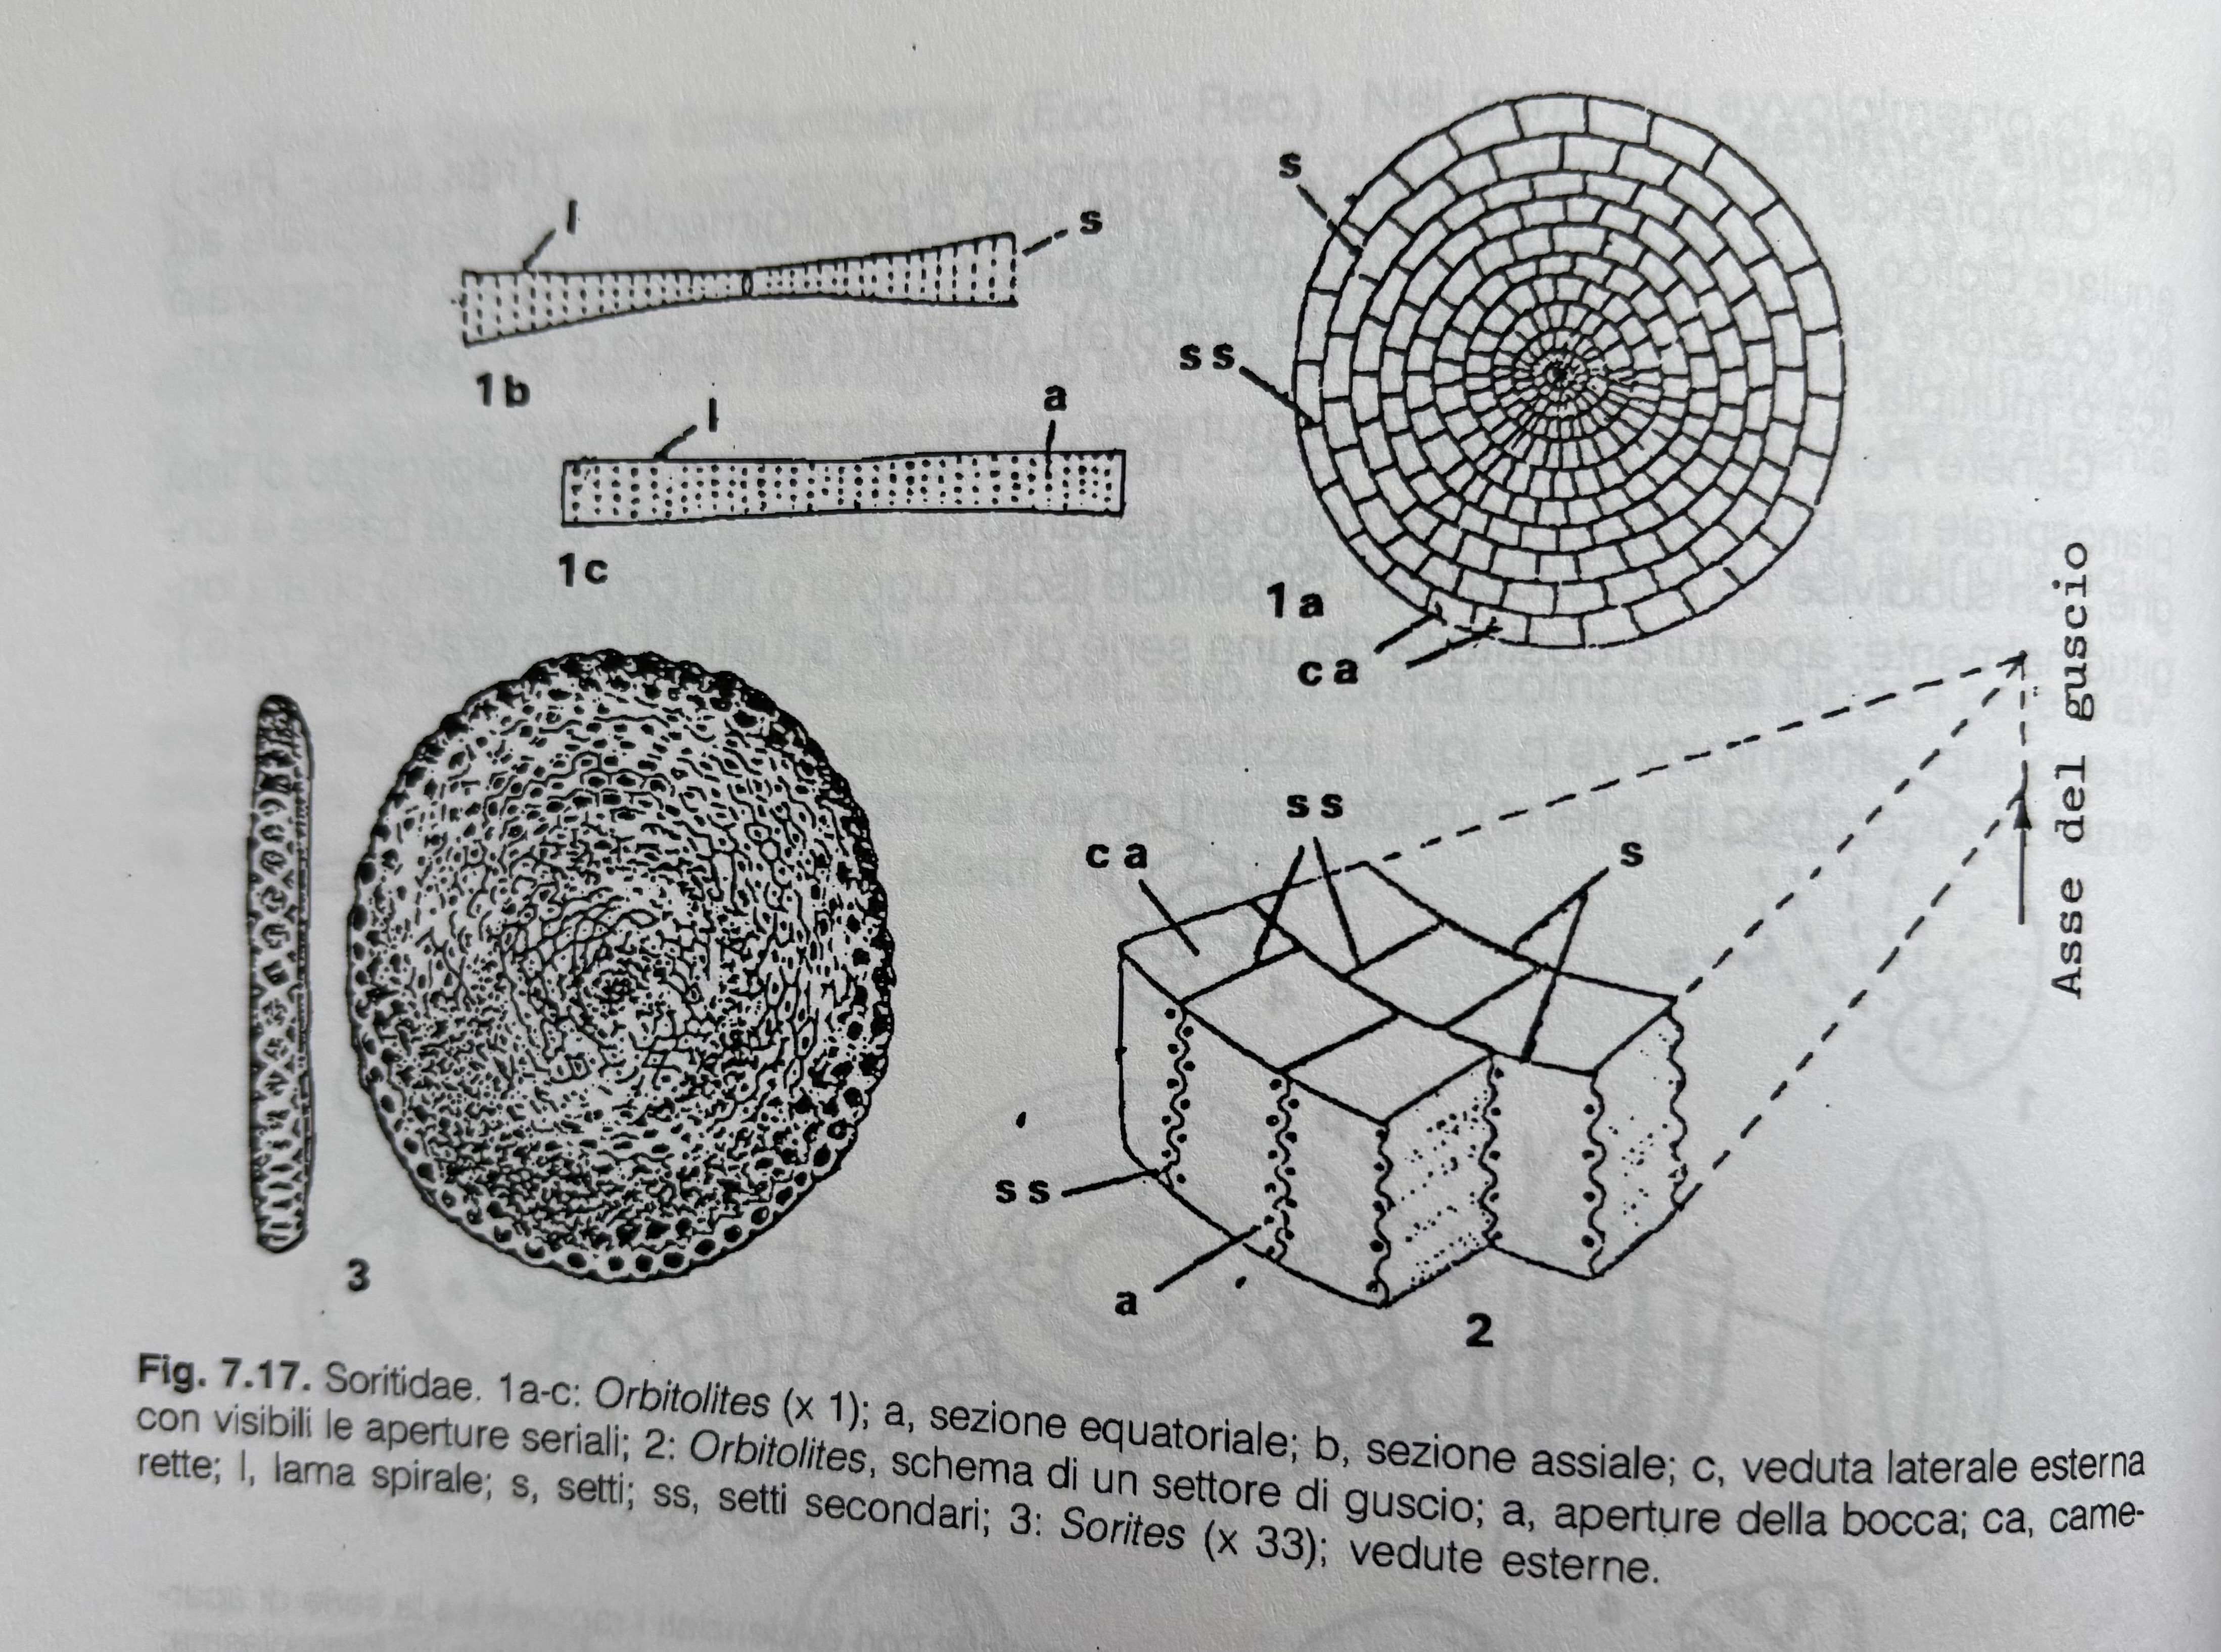 l
s
1b
l
a
1c
s
ss
1a
ca
3
ss
ca
s
ss
a
2
Asse del guscio
Fig. 7.17. Soritidae. 1a-c: Orbitolites (x 1); a, sezione equatoriale; b, sezione assiale; c, veduta laterale esterna
con visibili le aperture seriali; 2: Orbitolites, schema di un settore di guscio; a, aperture della bocca; ca, came-
rette; l, lama spirale; s, setti; ss, setti secondari; 3: Sorites (x 33); vedute esterne.